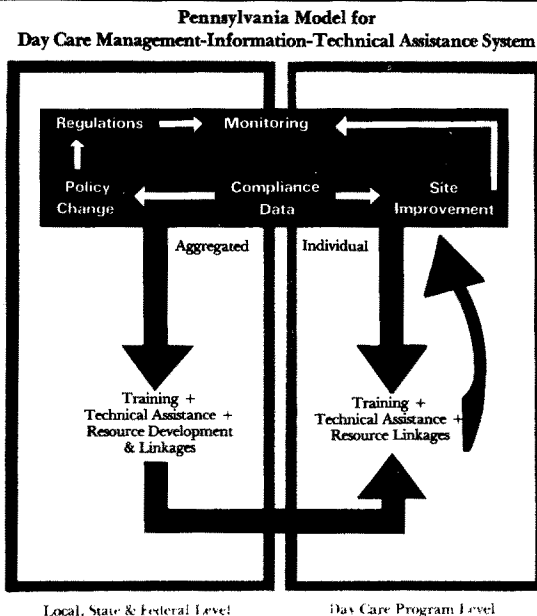 Pennsylvania Model for
Day Care Management-Information-Technical Assistance System
Regulations
Monitoring
Policy
Change
Compliance
Data
Site
Improvement
Aggregated
Individual
Training +
Technical Assistance +
Resource Development
& Linkages
Training +
Technical Assistance +
Resource Linkages
Local, State & Federal Level
Day Care Program Level